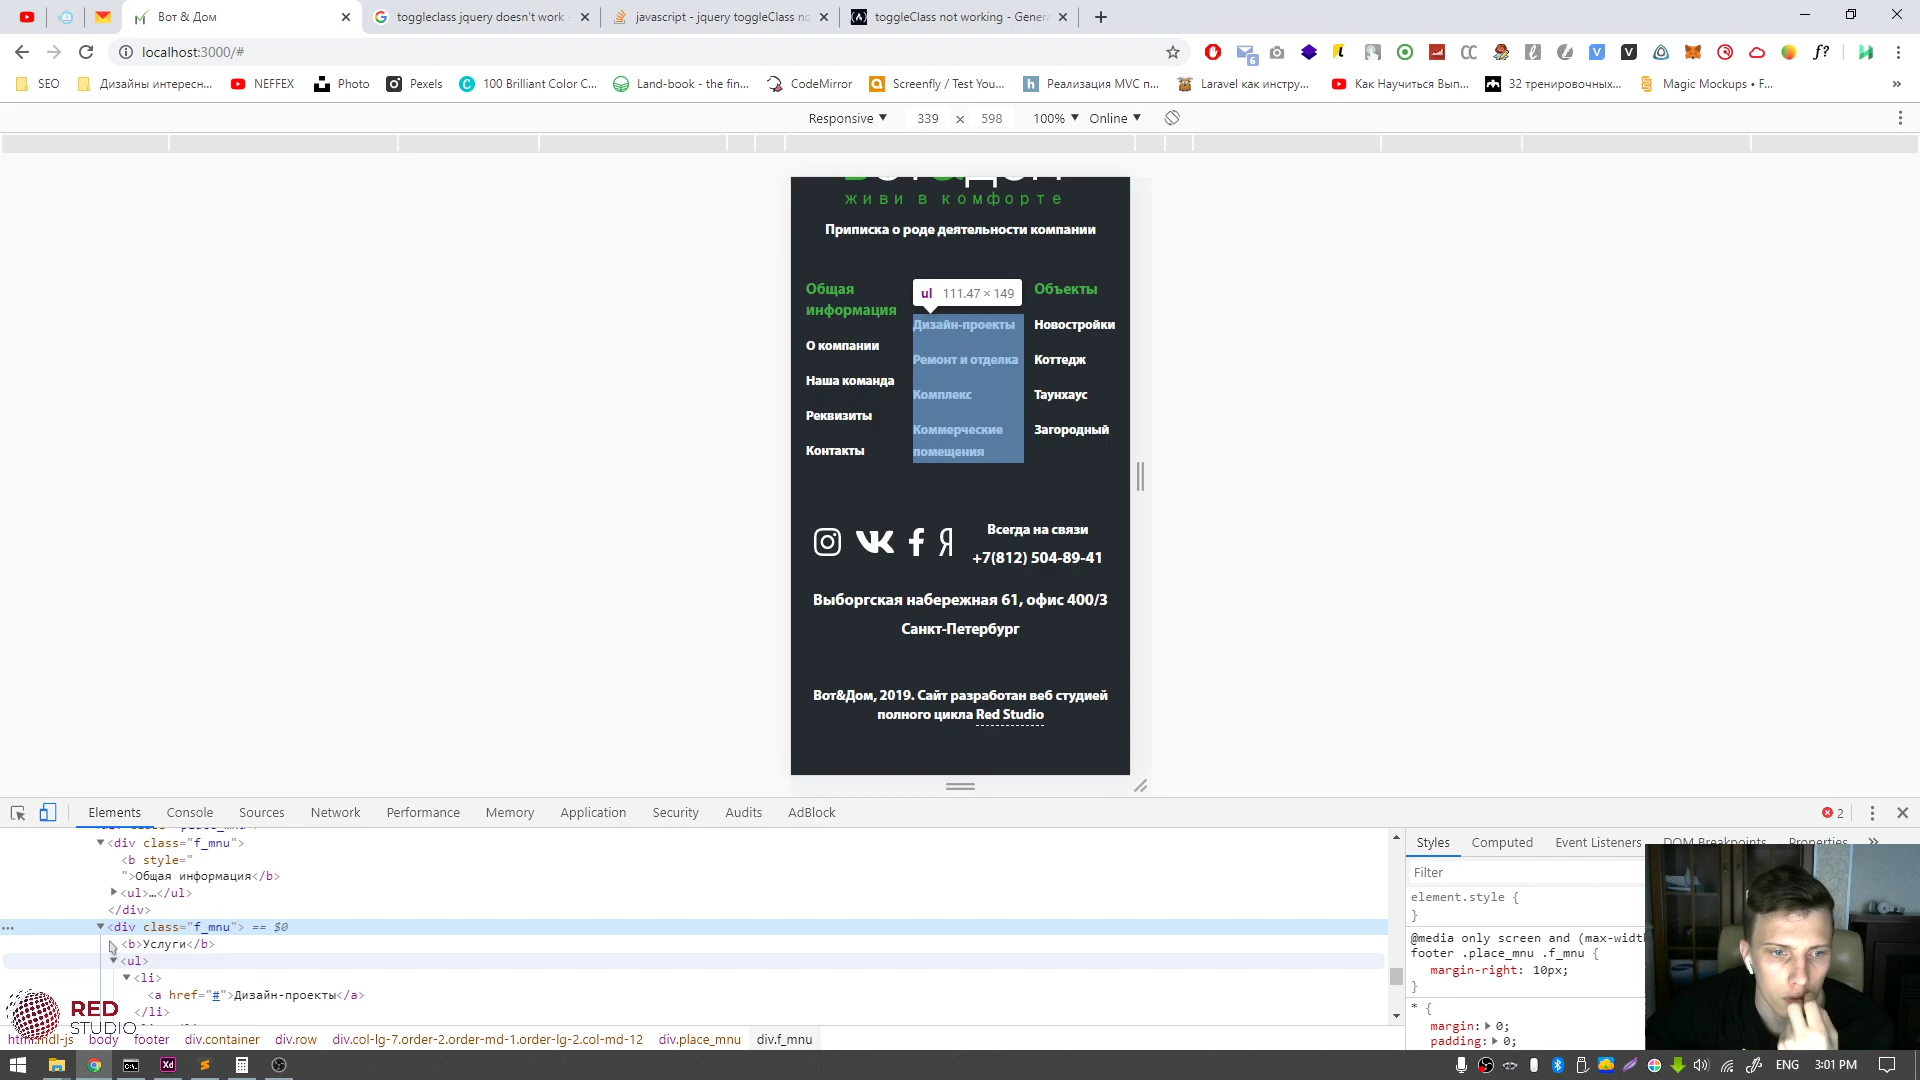 Вот & Дом
toggleclass jquery doesn't work
javascript - jquery toggleClass no
toggleClass not working - Genera
localhost:3000/#
SEO
Дизайны интересн...
NEFFEX
Photo
Pexels
100 Brilliant Color C...
Land-book - the fin...
CodeMirror
Screenfly / Test You...
Реализация MVC п...
Laravel как инстру...
Как Научиться Вып...
32 тренировочных...
Magic Mockups • F...
Responsive
339 × 598
100%
Online
живи в комфорте
Приписка о роде деятельности компании
Общая
информация
О компании
Наша команда
Реквизиты
Контакты
ul 111.47 × 149
Дизайн-проекты
Ремонт и отделка
Комплекс
Коммерческие
помещения
Объекты
Новостройки
Коттедж
Таунхаус
Загородный
Всегда на связи
+7(812) 504-89-41
Выборгская набережная 61, офис 400/3
Санкт-Петербург
Вот&Дом, 2019. Сайт разработан веб студией
полного цикла Red Studio
Elements
Console
Sources
Network
Performance
Memory
Application
Security
Audits
AdBlock
2
<div class="f_mnu">
<b style="
">Общая информация</b>
<ul>…</ul>
</div>
<div class="f_mnu"> == $0
<b>Услуги</b>
<ul>
<li>
<a href="#">Дизайн-проекты</a>
</li>
RED
STUDIO
html.mdl-js body footer div.container div.row div.col-lg-7.order-2.order-md-1.order-lg-2.col-md-12 div.place_mnu div.f_mnu
Styles
Computed
Event Listeners
DOM Breakpoints
Properties
Filter
element.style {
}
@media only screen and (max-widt
footer .place_mnu .f_mnu {
margin-right: 10px;
}
* {
margin: 0;
padding: 0;
ENG
3:01 PM